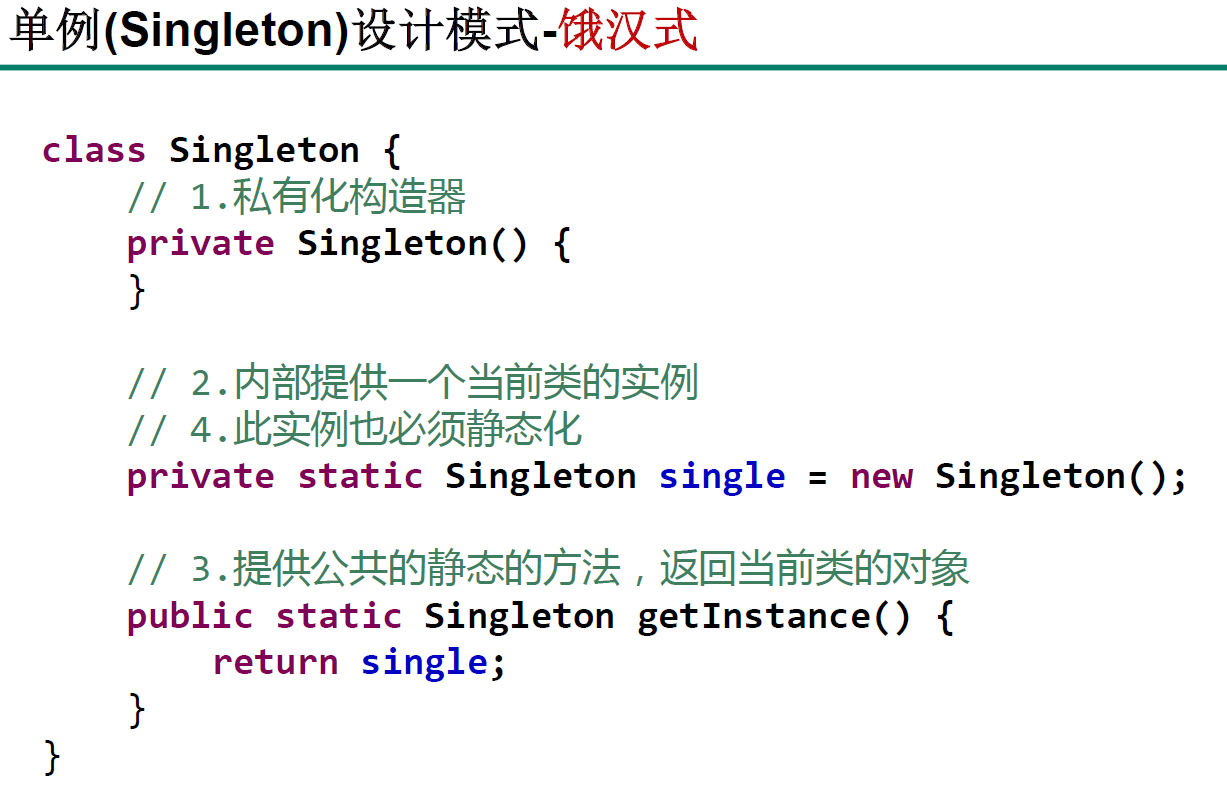 单例(Singleton)设计模式-饿汉式
class Singleton {
// 1.私有化构造器
private Singleton() {
}
// 2.内部提供一个当前类的实例
// 4.此实例也必须静态化
private static Singleton single = new Singleton();
// 3.提供公共的静态的方法，返回当前类的对象
public static Singleton getInstance() {
return single;
}
}